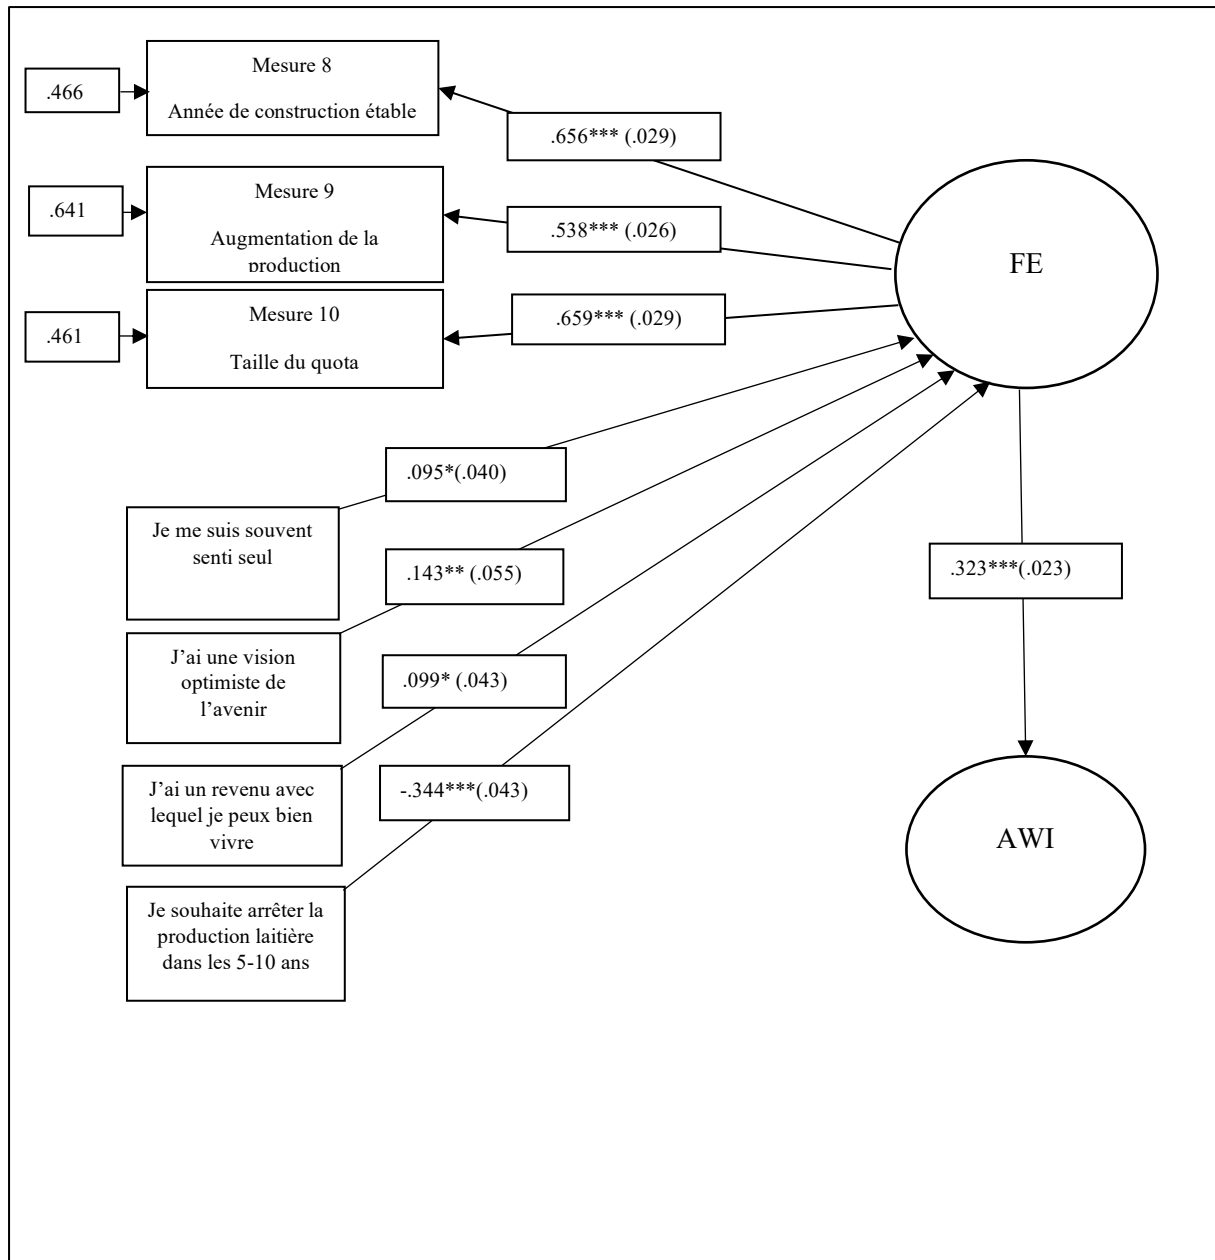 Mesure 8
.466
Année de construction étable
.656*** (.029)
Mesure 9
.641
Augmentation de la
production
.538*** (.026)
FE
Mesure 10
.461
Taille du quota
.659*** (.029)
.095*(.040)
Je me suis souvent
senti seul
.143** (.055)
.323***(.023)
J’ai une vision
optimiste de
l’avenir
.099* (.043)
J’ai un revenu avec
lequel je peux bien
vivre
-.344***(.043)
AWI
Je souhaite arrêter la
production laitière
dans les 5-10 ans